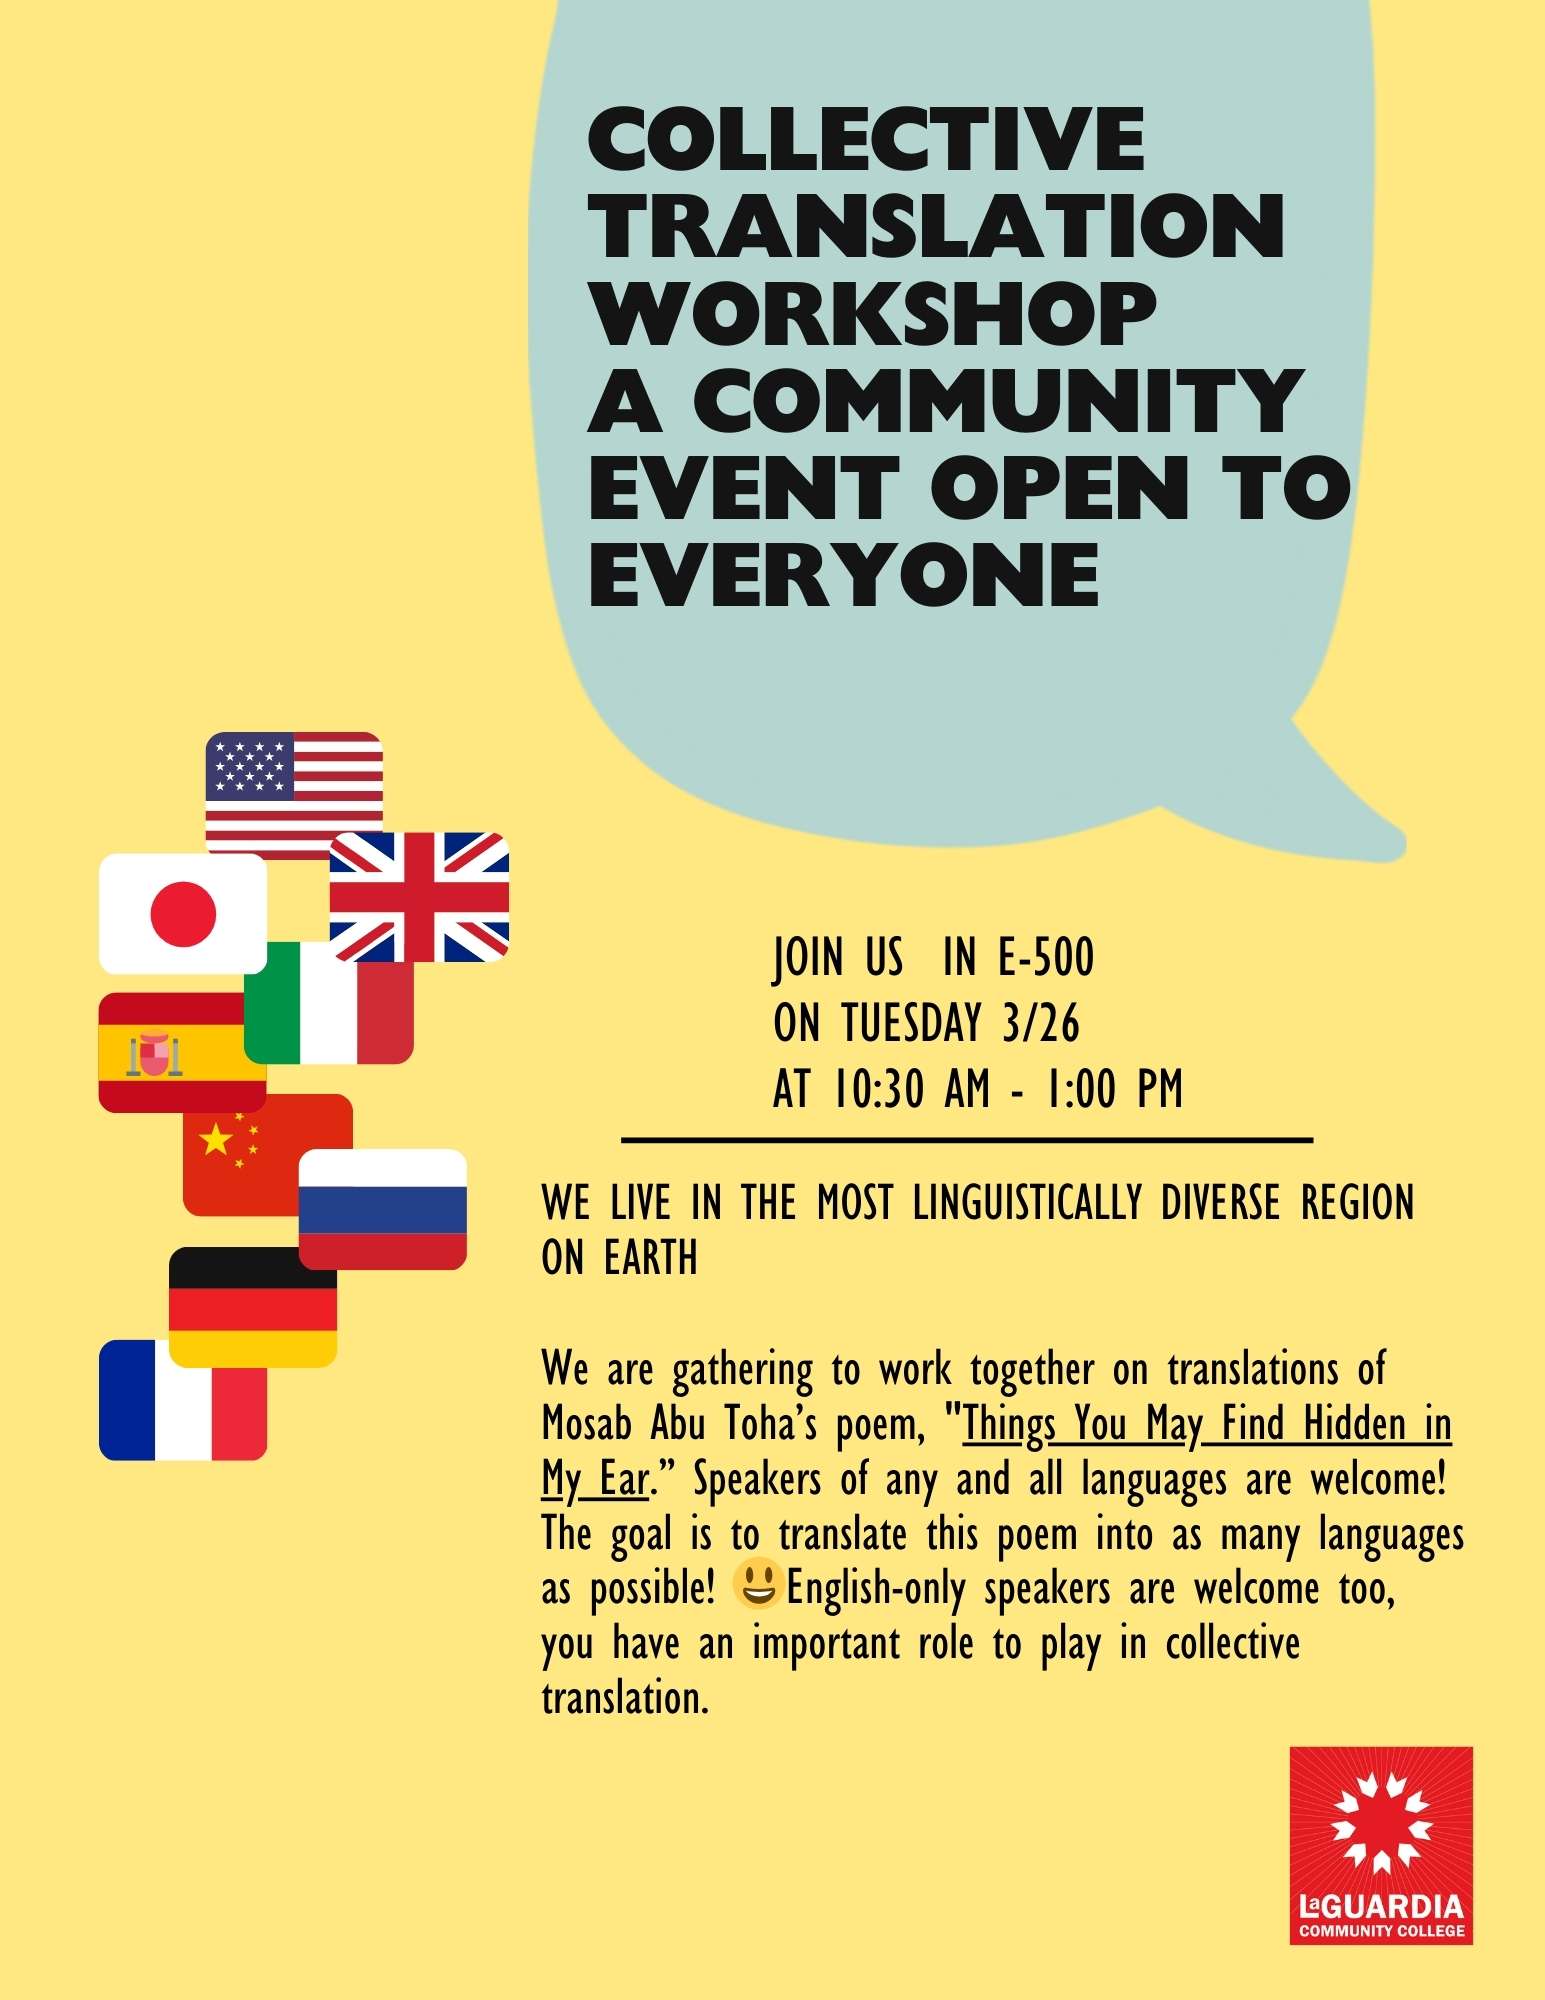 COLLECTIVE
TRANSLATION
WORKSHOP
A COMMUNITY
EVENT OPEN TO
EVERYONE
JOIN US IN E-500
ON TUESDAY 3/26
AT 10:30 AM - 1:00 PM
WE LIVE IN THE MOST LINGUISTICALLY DIVERSE REGION
ON EARTH
We are gathering to work together on translations of
Mosab Abu Toha’s poem, "Things You May Find Hidden in
My Ear.” Speakers of any and all languages are welcome!
The goal is to translate this poem into as many languages
as possible! 😃English-only speakers are welcome too,
you have an important role to play in collective
translation.
LaGUARDIA
COMMUNITY COLLEGE